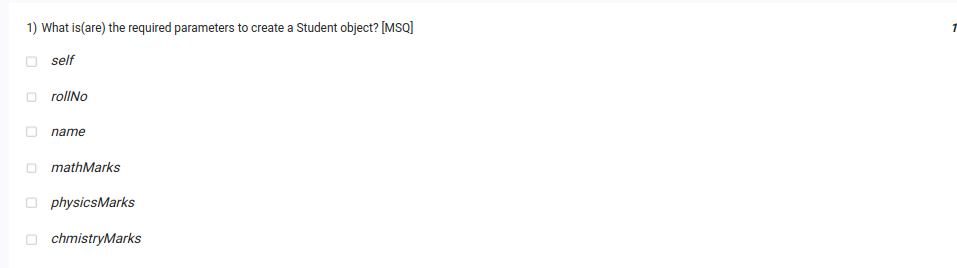 1) What is(are) the required parameters to create a Student object? [MSQ] 1
self
rollNo
name
mathMarks
physicsMarks
chmistryMarks